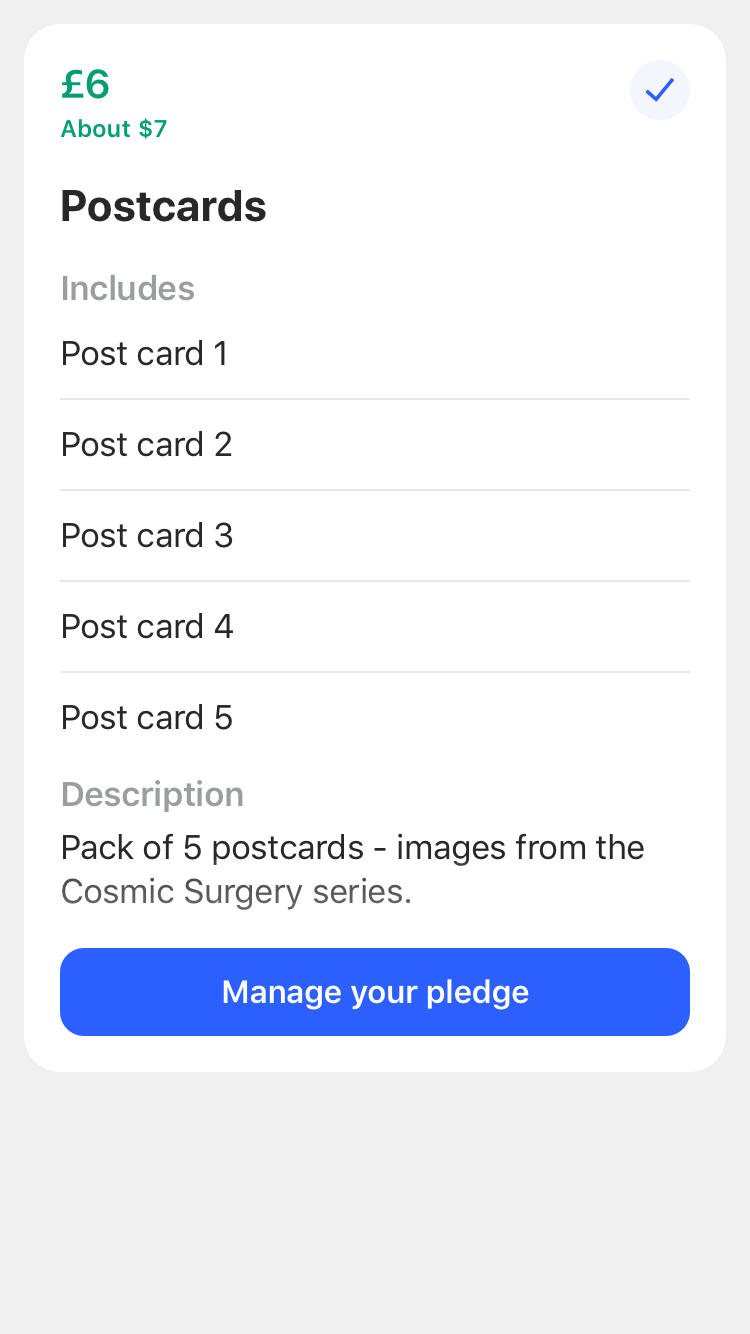 £6
About $7
Postcards
Includes
Post card 1
Post card 2
Post card 3
Post card 4
Post card 5
Description
Pack of 5 postcards - images from the
Cosmic Surgery series.
Manage your pledge